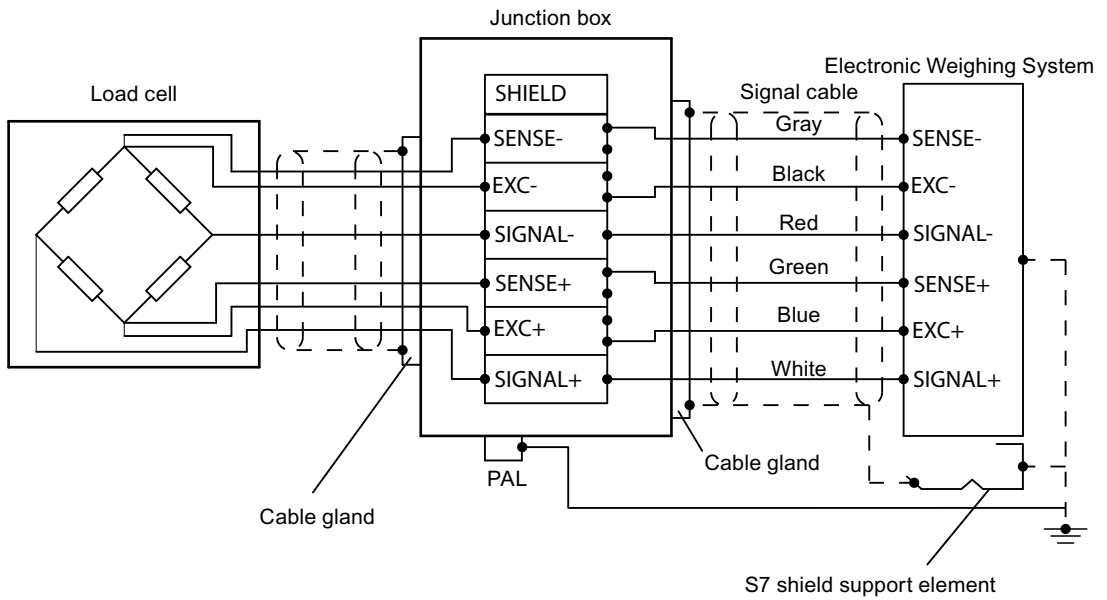 Junction box
Electronic Weighing System
Load cell
SHIELD
Signal cable
SENSE-
Gray
SENSE-
EXC-
Black
EXC-
SIGNAL-
Red
SIGNAL-
SENSE+
Green
SENSE+
EXC+
Blue
EXC+
SIGNAL+
White
SIGNAL+
Cable gland
PAL
Cable gland
S7 shield support element